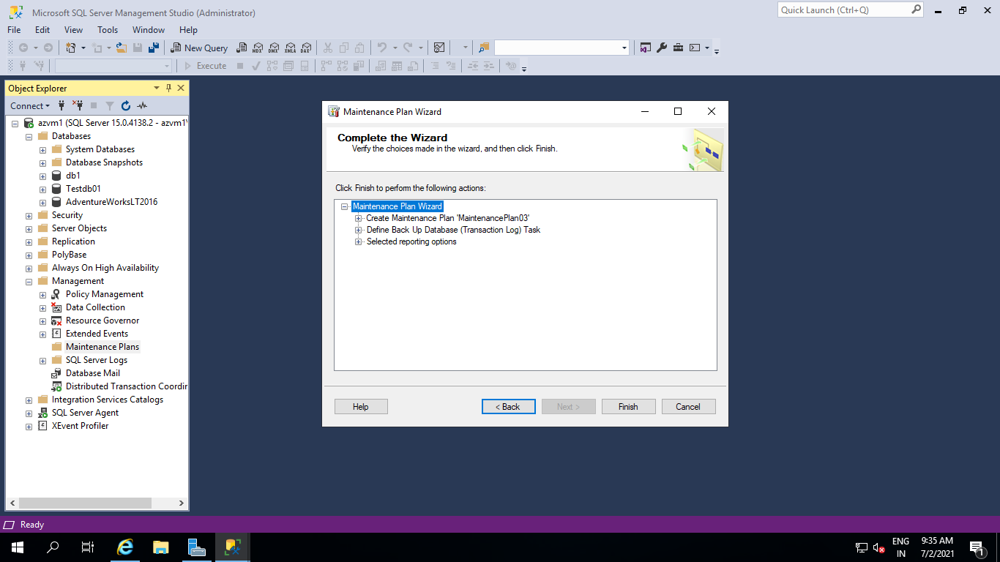 Microsoft SQL Server Management Studio (Administrator)
Quick Launch (Ctrl+Q)
File Edit View Tools Window Help
New Query
MDX DMX XMLA DAX
Execute
Object Explorer
Connect
azvm1 (SQL Server 15.0.4138.2 - azvm1\
Databases
System Databases
Database Snapshots
db1
Testdb01
AdventureWorksLT2016
Security
Server Objects
Replication
PolyBase
Always On High Availability
Management
Policy Management
Data Collection
Resource Governor
Extended Events
Maintenance Plans
SQL Server Logs
Database Mail
Distributed Transaction Coordin
Integration Services Catalogs
SQL Server Agent
XEvent Profiler
Maintenance Plan Wizard
Complete the Wizard
Verify the choices made in the wizard, and then click Finish.
Click Finish to perform the following actions:
Maintenance Plan Wizard
Create Maintenance Plan 'MaintenancePlan03'
Define Back Up Database (Transaction Log) Task
Selected reporting options
Help < Back Next > Finish Cancel
Ready
ENG
IN
9:35 AM
7/2/2021
1